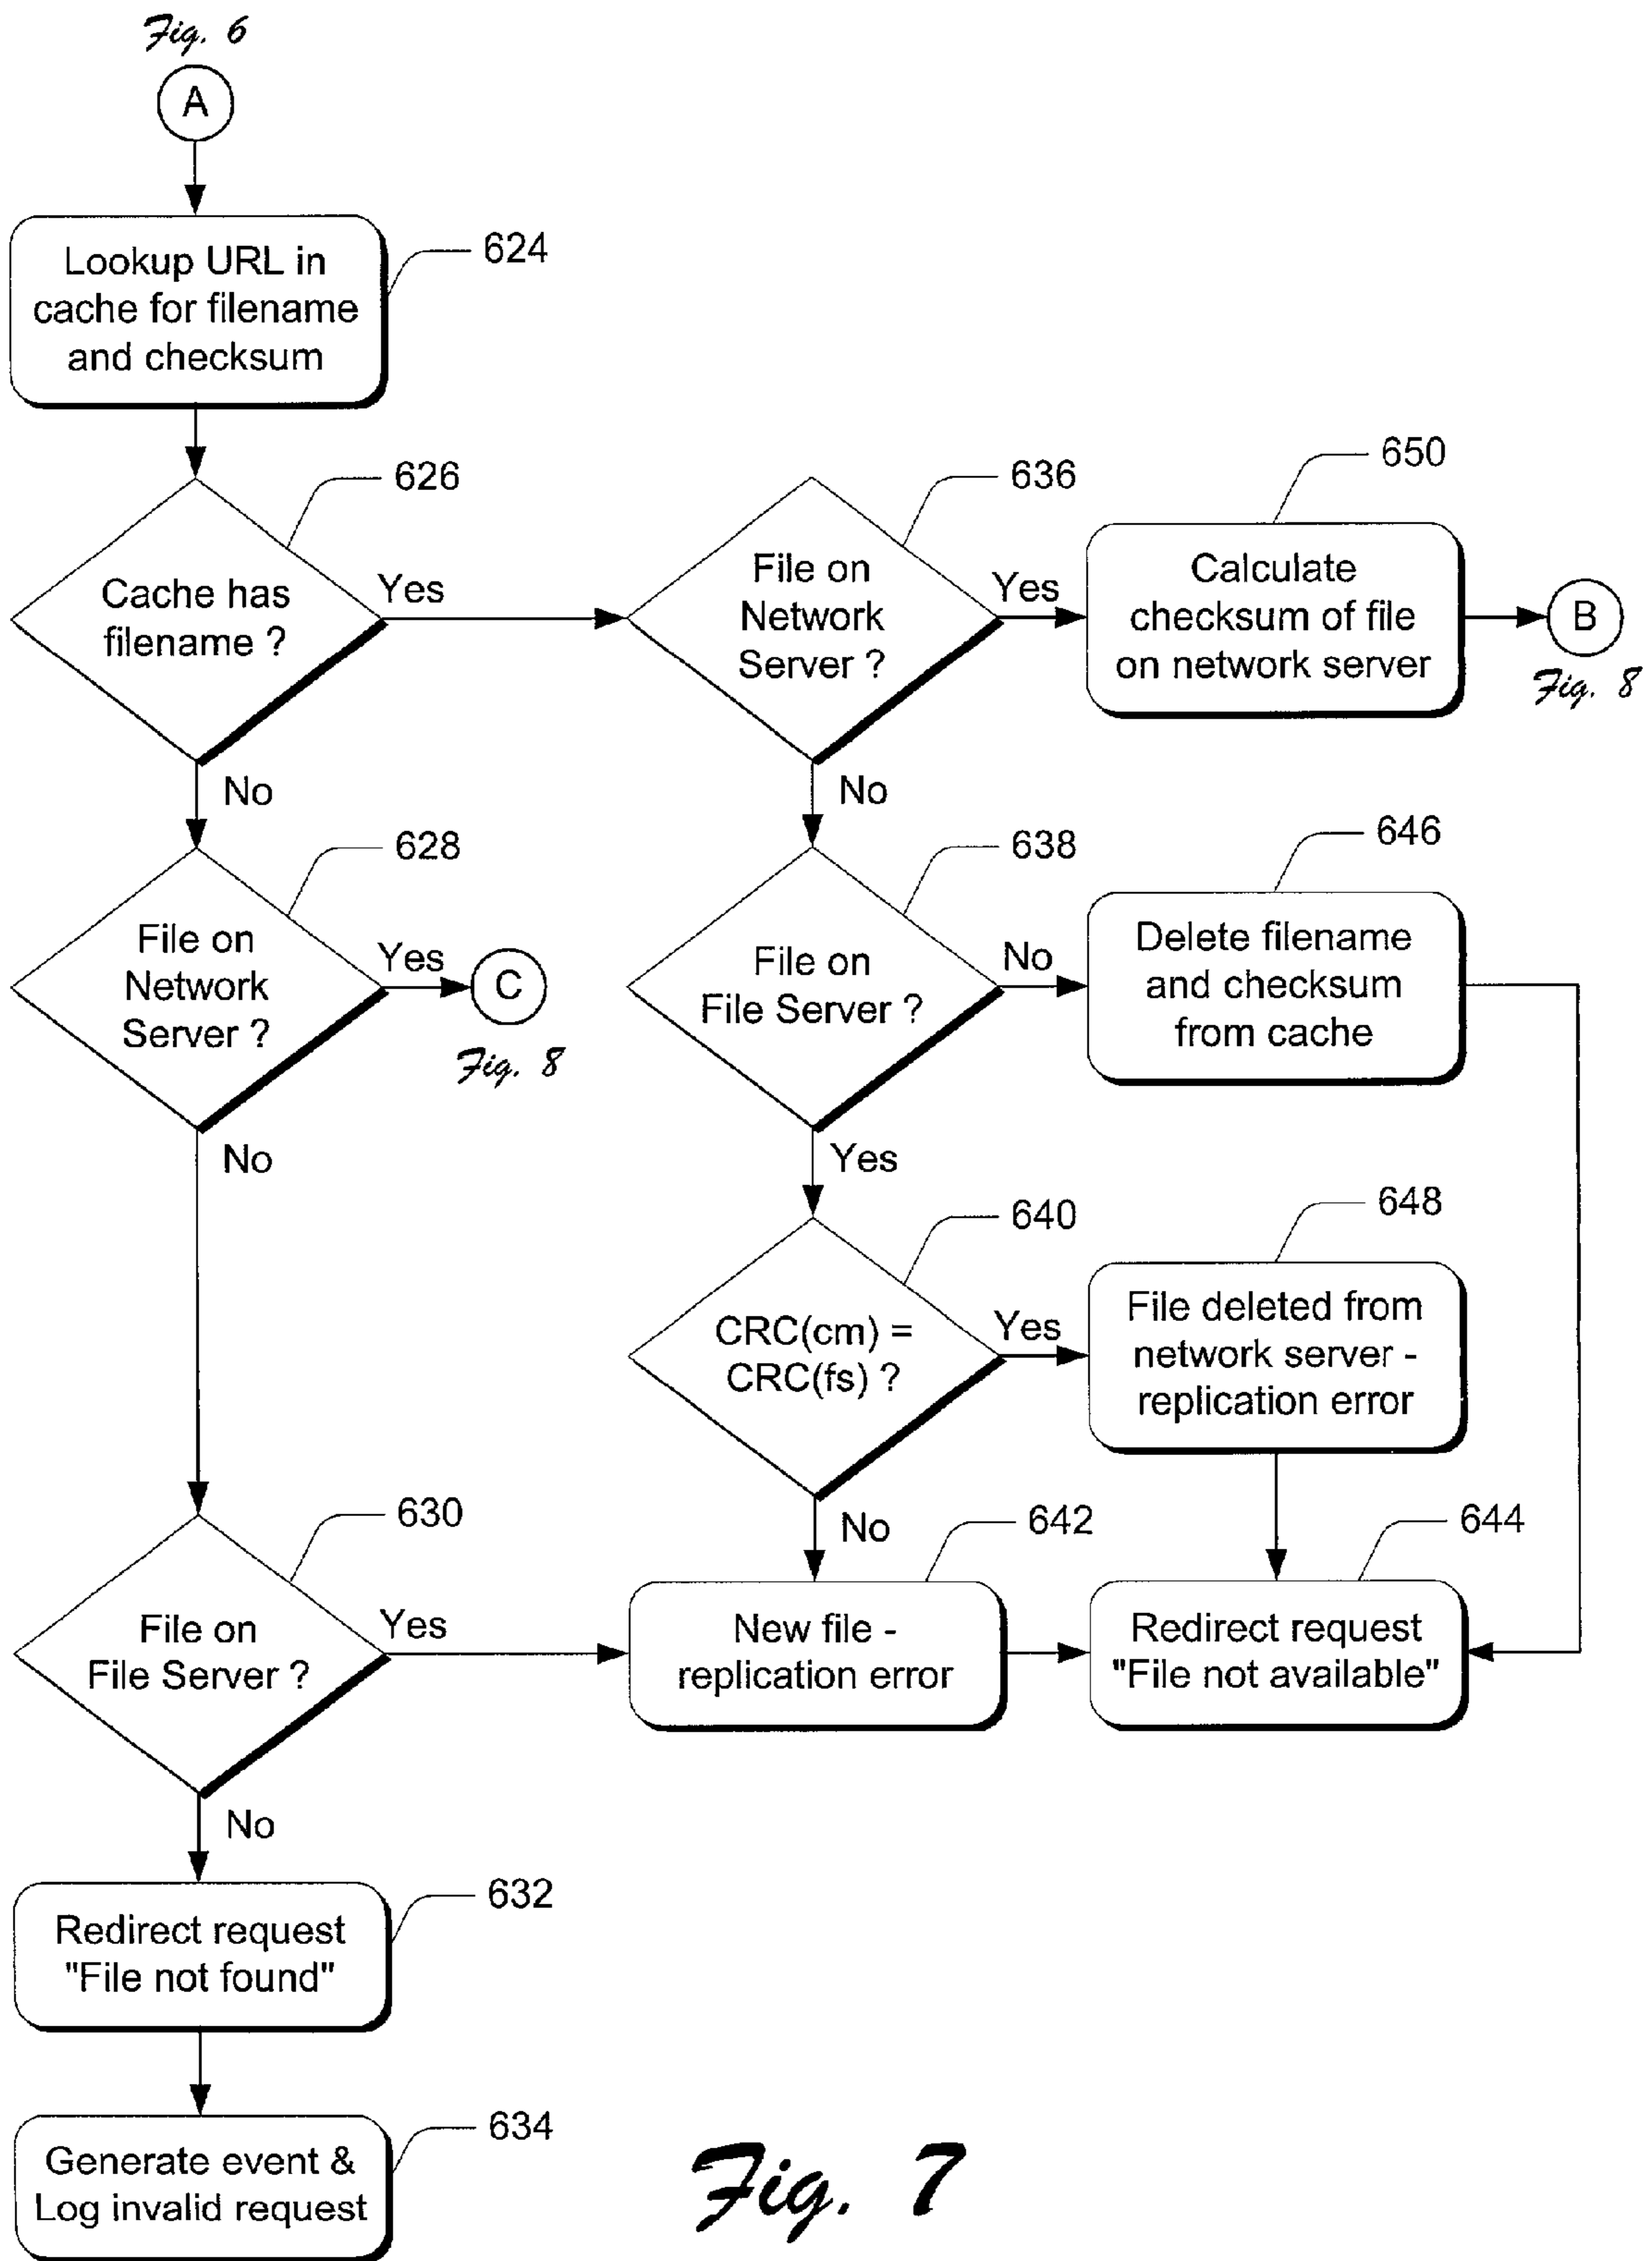 Fig. 6
A
Lookup URL in
cache for filename
and checksum
624
626
Cache has
filename ?
Yes
No
636
File on
Network
Server ?
Yes
No
650
Calculate
checksum of file
on network server
B
Fig. 8
628
File on
Network
Server ?
Yes
C
Fig. 8
No
638
File on
File Server ?
No
Yes
646
Delete filename
and checksum
from cache
640
CRC(cm) =
CRC(fs) ?
Yes
No
648
File deleted from
network server -
replication error
630
File on
File Server ?
Yes
No
642
New file -
replication error
644
Redirect request
"File not available"
632
Redirect request
"File not found"
634
Generate event &
Log invalid request
Fig. 7